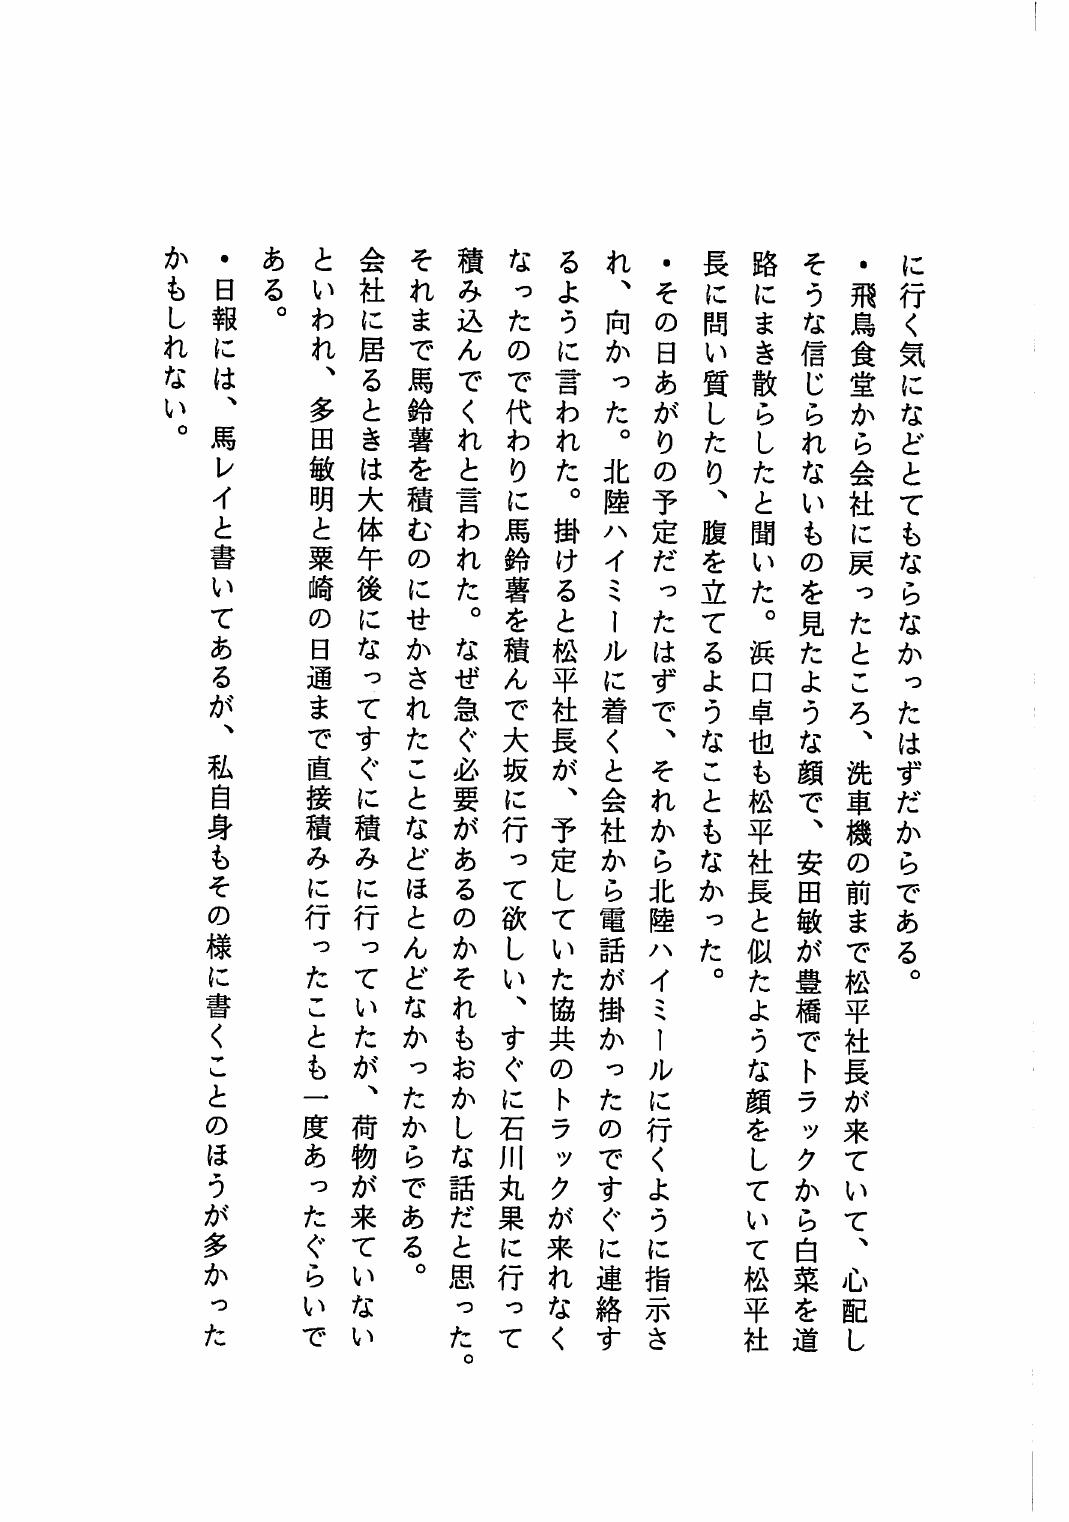 に行く気になどとてもならなかったはずだからである。
・飛鳥食堂から会社に戻ったところ、洗車機の前まで松平社長が来ていて、心配し
そうな信じられないものを見たような顔で、安田敏が豊橋でトラックから白菜を道
路にまき散らしたと聞いた。浜口卓也も松平社長と似たような顔をしていて松平社
長に問い質したり、腹を立てるようなこともなかった。
・その日あがりの予定だったはずで、それから北陸ハイミールに行くように指示さ
れ、向かった。北陸ハイミールに着くと会社から電話が掛かったのですぐに連絡す
るように言われた。掛けると松平社長が、予定していた協共のトラックが来れなく
なったので代わりに馬鈴薯を積んで大坂に行って欲しい、すぐに石川丸果に行って
積み込んでくれと言われた。なぜ急ぐ必要があるのかそれもおかしな話だと思った。
それまで馬鈴薯を積むのにせかされたことなどほとんどなかったからである。
会社に居るときは大体午後になってすぐに積みに行っていたが、荷物が来ていない
といわれ、多田敏明と粟崎の日通まで直接積みに行ったことも一度あったぐらいで
ある。
・日報には、馬レイと書いてあるが、私自身もその様に書くことのほうが多かった
かもしれない。